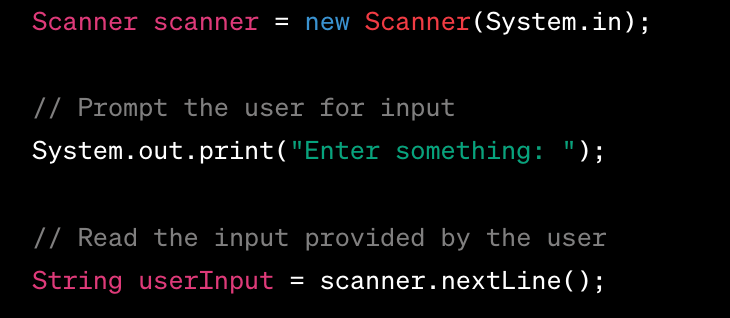 Scanner scanner = new Scanner(System.in);
// Prompt the user for input
System.out.print("Enter something: ");
// Read the input provided by the user
String userInput = scanner.nextLine();